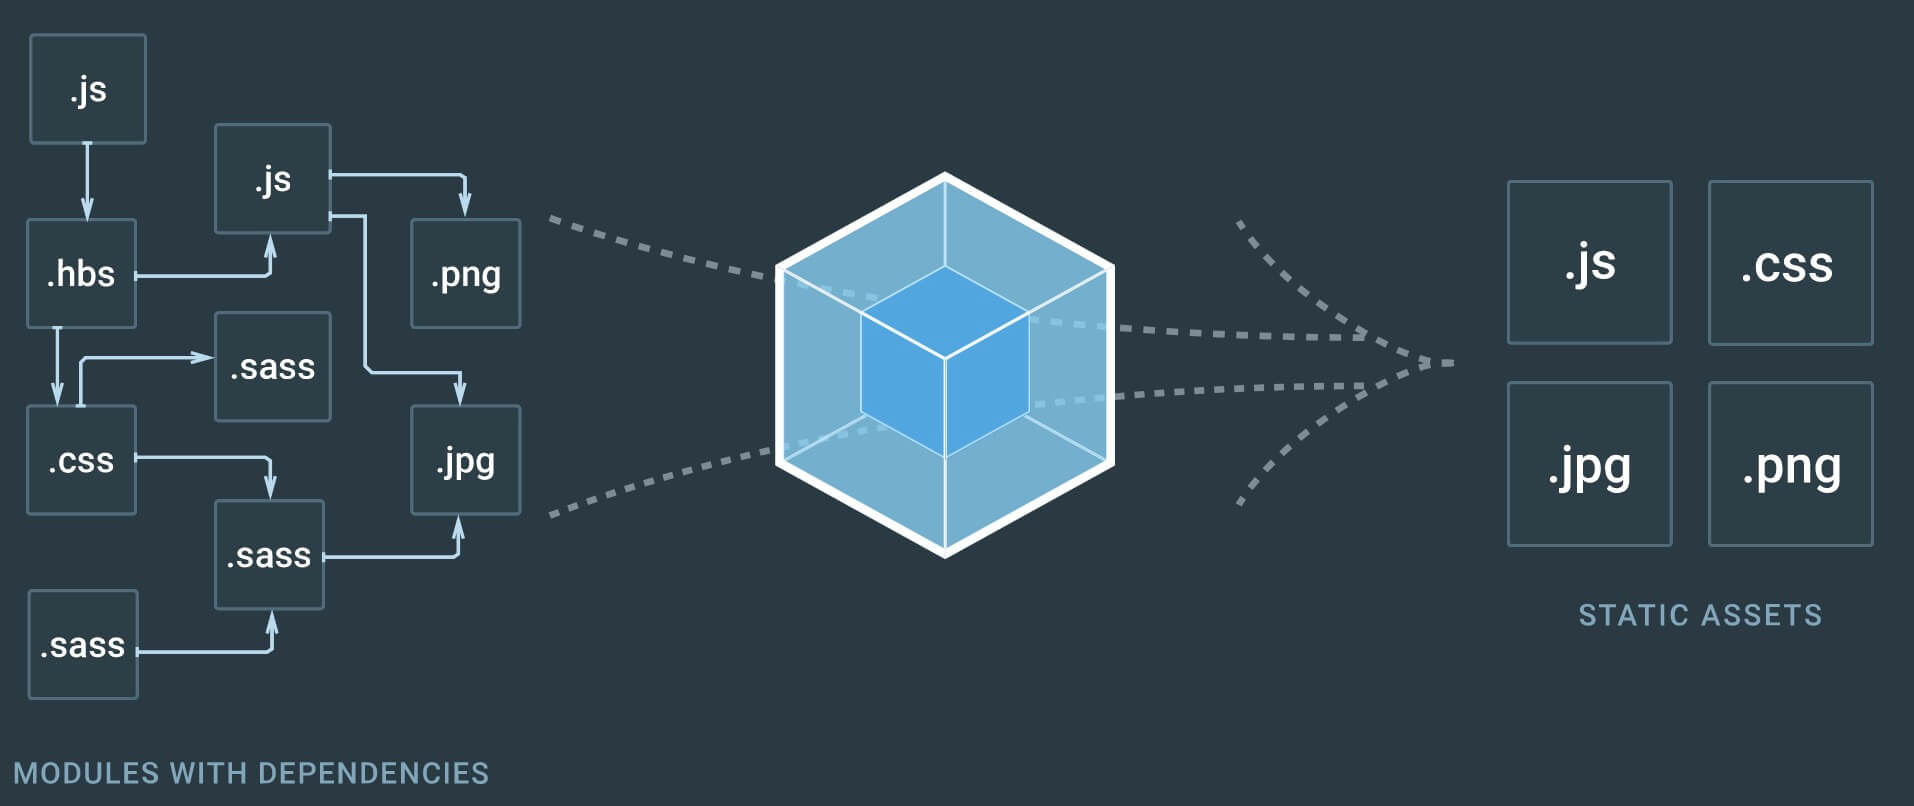 .js
.js
.hbs
.png
.sass
.css
.jpg
.sass
.sass
MODULES WITH DEPENDENCIES
.js
.css
.jpg
.png
STATIC ASSETS